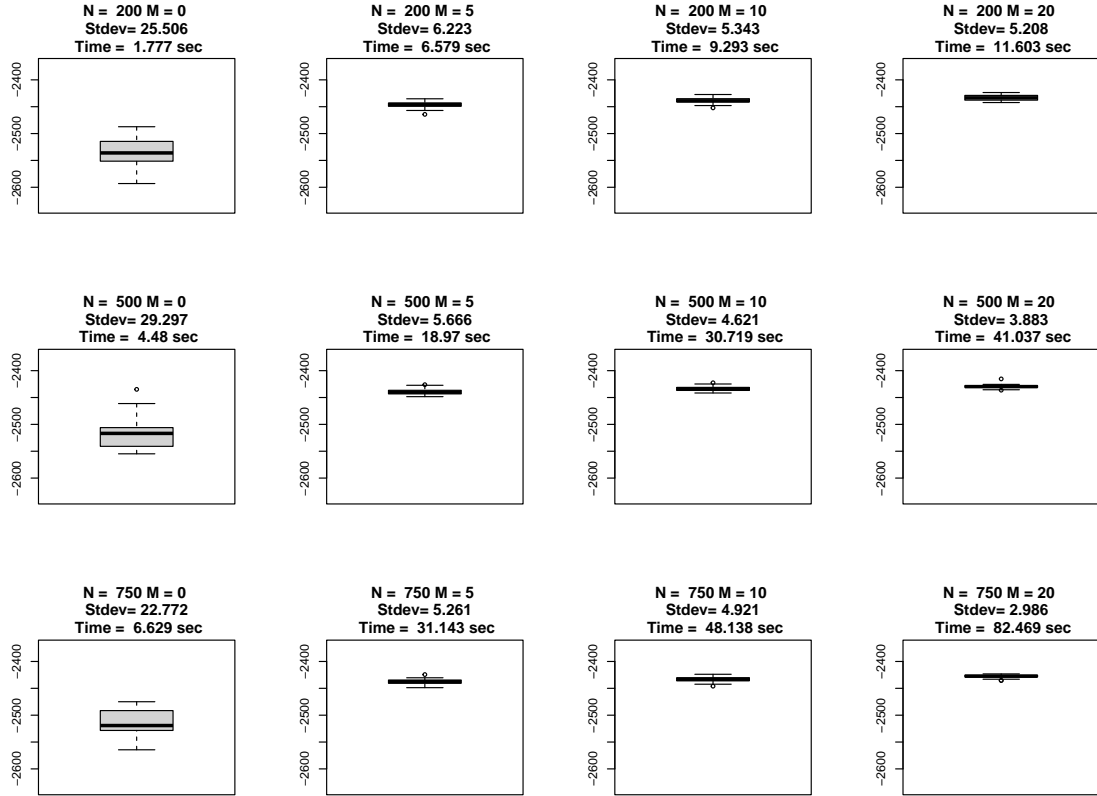 N = 200 M = 0
Stdev= 25.506
Time = 1.777 sec
-2400
-2500
-2600
N = 200 M = 5
Stdev= 6.223
Time = 6.579 sec
-2400
-2500
-2600
N = 200 M = 10
Stdev= 5.343
Time = 9.293 sec
-2400
-2500
-2600
N = 200 M = 20
Stdev= 5.208
Time = 11.603 sec
-2400
-2500
-2600
N = 500 M = 0
Stdev= 29.297
Time = 4.48 sec
-2400
-2500
-2600
N = 500 M = 5
Stdev= 5.666
Time = 18.97 sec
-2400
-2500
-2600
N = 500 M = 10
Stdev= 4.621
Time = 30.719 sec
-2400
-2500
-2600
N = 500 M = 20
Stdev= 3.883
Time = 41.037 sec
-2400
-2500
-2600
N = 750 M = 0
Stdev= 22.772
Time = 6.629 sec
-2400
-2500
-2600
N = 750 M = 5
Stdev= 5.261
Time = 31.143 sec
-2400
-2500
-2600
N = 750 M = 10
Stdev= 4.921
Time = 48.138 sec
-2400
-2500
-2600
N = 750 M = 20
Stdev= 2.986
Time = 82.469 sec
-2400
-2500
-2600